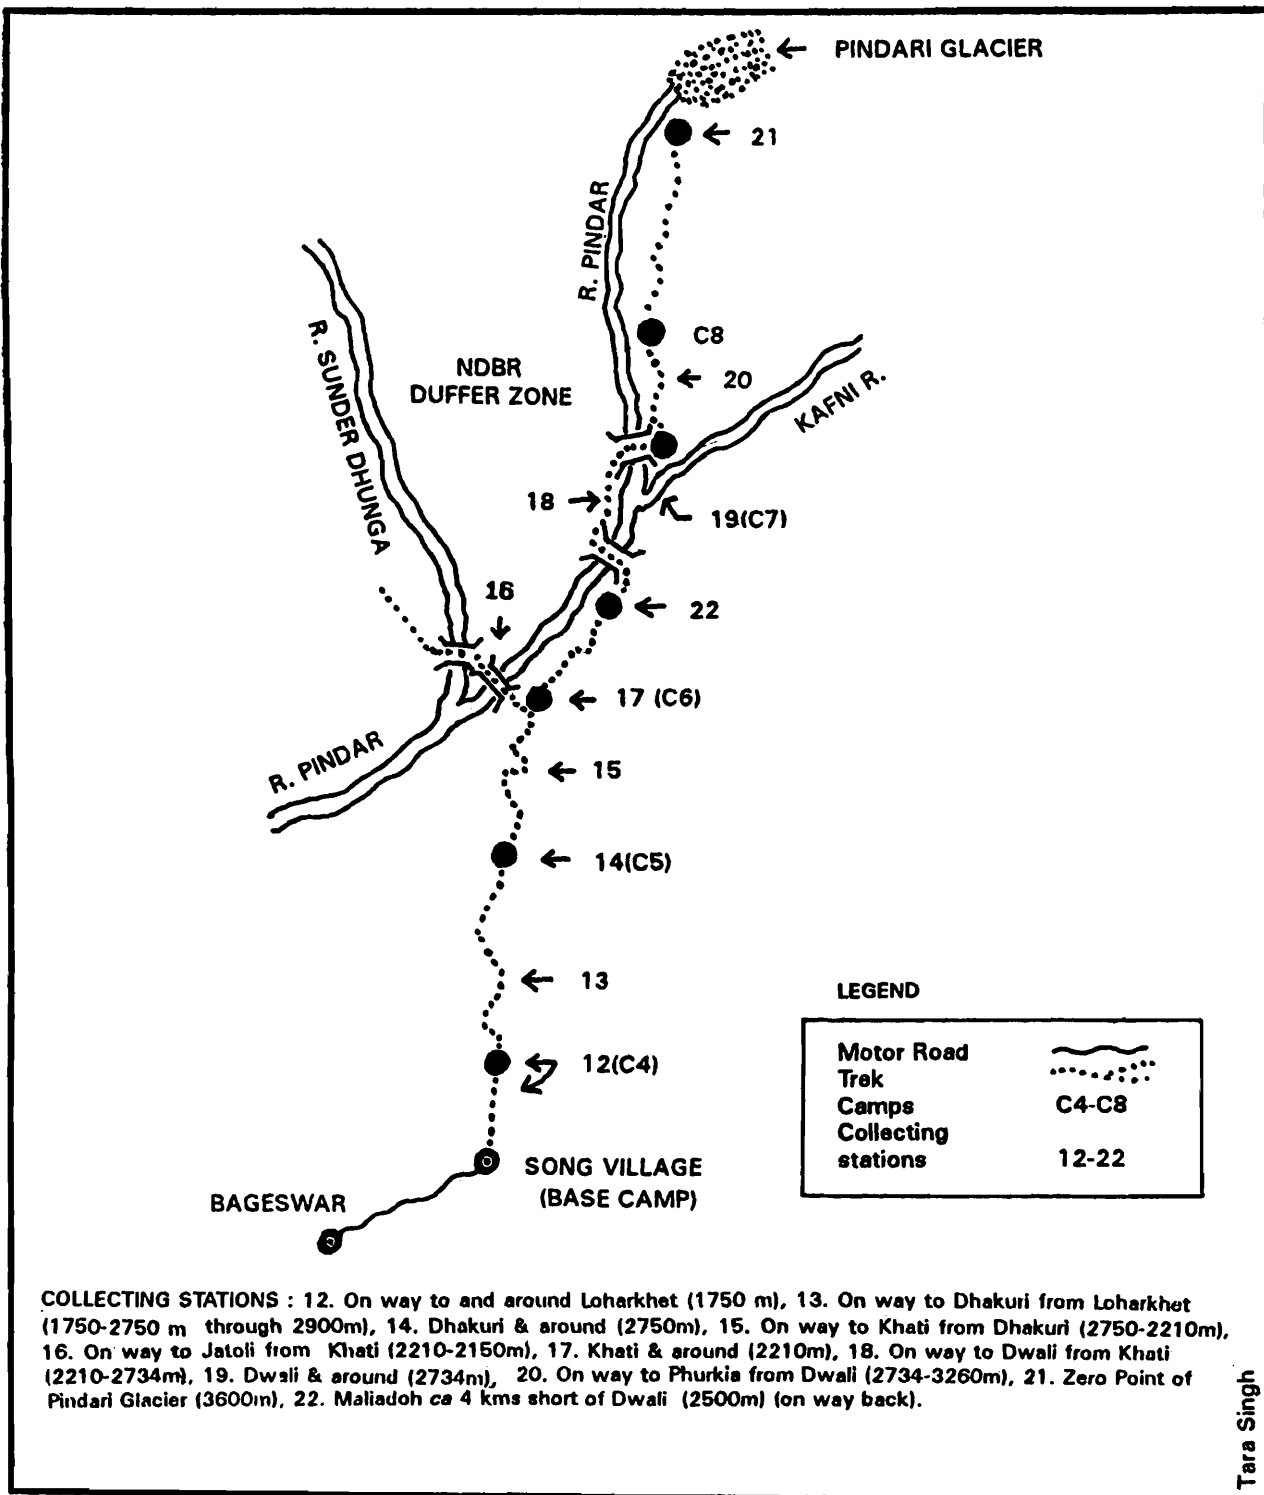 PINDARI GLACIER
21
R. PINDAR
C8
20
KAFNI R.
R. SUNDER DHUNGA
NDBR
DUFFER ZONE
18
19(C7)
16
22
17 (C6)
R. PINDAR
15
14(C5)
13
12(C4)
SONG VILLAGE
(BASE CAMP)
BAGESWAR
LEGEND
Motor Road
Trek
Camps C4-C8
Collecting
stations 12-22
COLLECTING STATIONS : 12. On way to and around Loharkhet (1750 m), 13. On way to Dhakuri from Loharkhet
(1750-2750 m through 2900m), 14. Dhakuri & around (2750m), 15. On way to Khati from Dhakuri (2750-2210m),
16. On way to Jatoli from Khati (2210-2150m), 17. Khati & around (2210m), 18. On way to Dwali from Khati
(2210-2734m), 19. Dwali & around (2734m), 20. On way to Phurkia from Dwali (2734-3260m), 21. Zero Point of
Pindari Glacier (3600m), 22. Maliadoh ca 4 kms short of Dwali (2500m) (on way back).
Tara Singh